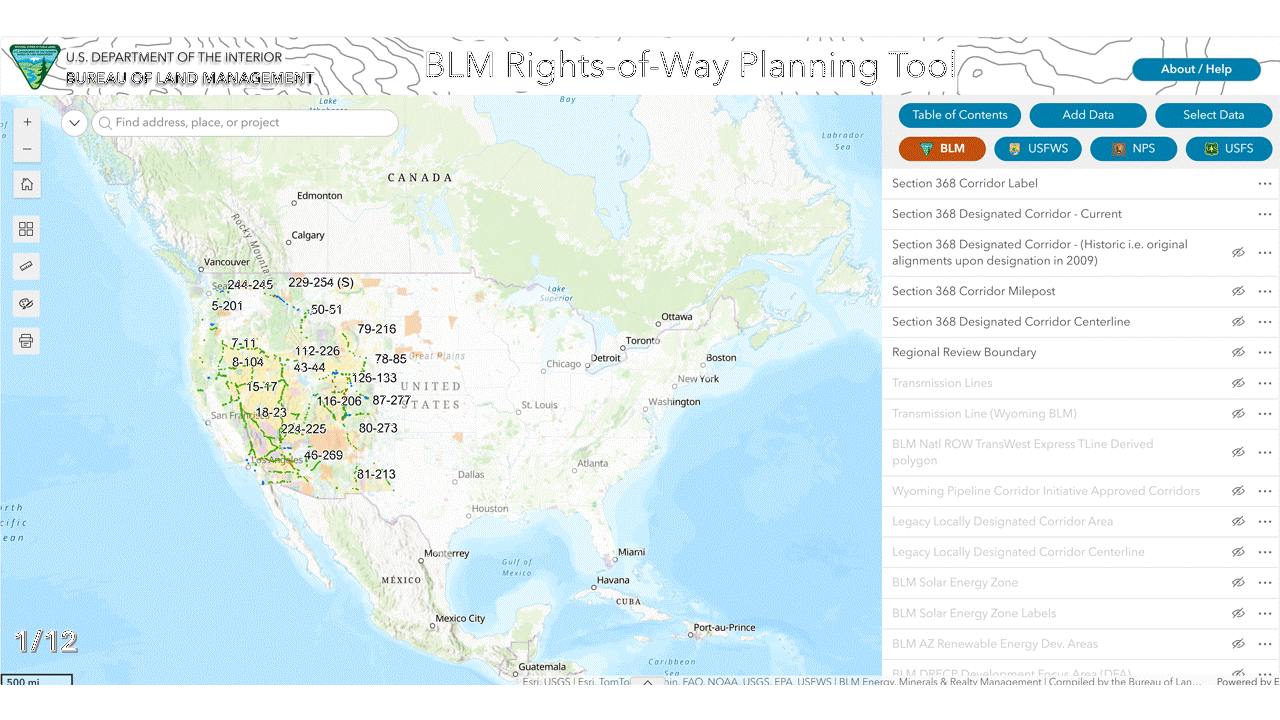 U.S. DEPARTMENT OF THE INTERIOR
BUREAU OF LAND MANAGEMENT
BLM Rights-of-Way Planning Tool
About / Help
Find address, place, or project
Table of Contents
Add Data
Select Data
BLM
USFWS
NPS
USFS
Section 368 Corridor Label
Section 368 Designated Corridor - Current
Section 368 Designated Corridor - (Historic i.e. original
alignments upon designation in 2009)
Section 368 Corridor Milepost
Section 368 Designated Corridor Centerline
Regional Review Boundary
Transmission Lines
Transmission Line (Wyoming BLM)
BLM Natl ROW TransWest Express TLine Derived
polygon
Wyoming Pipeline Corridor Initiative Approved Corridors
Legacy Locally Designated Corridor Area
Legacy Locally Designated Corridor Centerline
BLM Solar Energy Zone
BLM Solar Energy Zone Labels
BLM AZ Renewable Energy Dev. Areas
BLM DRECP Development Focus Area (DFA)
Lake
Bay
Labrador
Sea
CANADA
Edmonton
Calgary
Rocky
Vancouver
244-245
229-254 (S)
5-201
50-51
79-216
Lake
Superior
Ottawa
Toronto
7-11
112-226
78-85
Great Plains
Chicago
Detroit
Boston
8-104
43-44
126-133
New York
15-17
UNITED
STATES
116-206
87-277
Washington
18-23
St. Louis
224-225
80-273
46-269
Los Angeles
Atlanta
81-213
Dallas
Houston
Monterrey
Gulf of
Mexico
Miami
MÉXICO
Havana
CUBA
Mexico City
Port-au-Prince
Caribbean
Sea
Guatemala
1/12
500 mi
Esri, USGS | Esri, TomTo
FAO, NOAA, USGS, EPA, USFWS | BLM Energy, Minerals & Realty Management | Compiled by the Bureau of Lan...
Powered by E